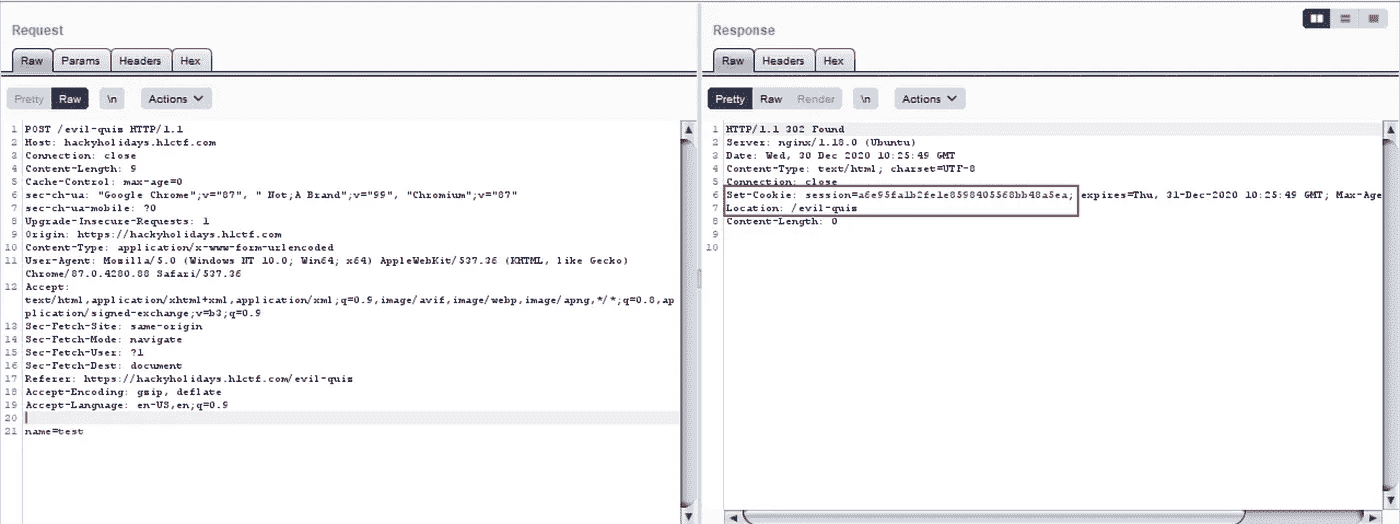 Request
Raw Params Headers Hex
Pretty Raw \n Actions
1 POST /evil-quiz HTTP/1.1
2 Host: hackyholidays.h1ctf.com
3 Connection: close
4 Content-Length: 9
5 Cache-Control: max-age=0
6 sec-ch-ua: "Google Chrome";v="87", " Not;A Brand";v="99", "Chromium";v="87"
7 sec-ch-ua-mobile: ?0
8 Upgrade-Insecure-Requests: 1
9 Origin: https://hackyholidays.h1ctf.com
10 Content-Type: application/x-www-form-urlencoded
11 User-Agent: Mozilla/5.0 (Windows NT 10.0; Win64; x64) AppleWebKit/537.36 (KHTML, like Gecko)
Chrome/87.0.4280.88 Safari/537.36
12 Accept:
text/html,application/xhtml+xml,application/xml;q=0.9,image/avif,image/webp,image/apng,*/*;q=0.8,ap
plication/signed-exchange;v=b3;q=0.9
13 Sec-Fetch-Site: same-origin
14 Sec-Fetch-Mode: navigate
15 Sec-Fetch-User: ?1
16 Sec-Fetch-Dest: document
17 Referer: https://hackyholidays.h1ctf.com/evil-quiz
18 Accept-Encoding: gzip, deflate
19 Accept-Language: en-US,en;q=0.9
20
21 name=test
Response
Raw Headers Hex
Pretty Raw Render \n Actions
1 HTTP/1.1 302 Found
2 Server: nginx/1.18.0 (Ubuntu)
3 Date: Wed, 30 Dec 2020 10:25:49 GMT
4 Content-Type: text/html; charset=UTF-8
5 Connection: close
6 Set-Cookie: session=a6e95fa1b2fe1e8598405568bb48a5ea; expires=Thu, 31-Dec-2020 10:25:49 GMT; Max-Age
7 Location: /evil-quiz
8 Content-Length: 0
9
10